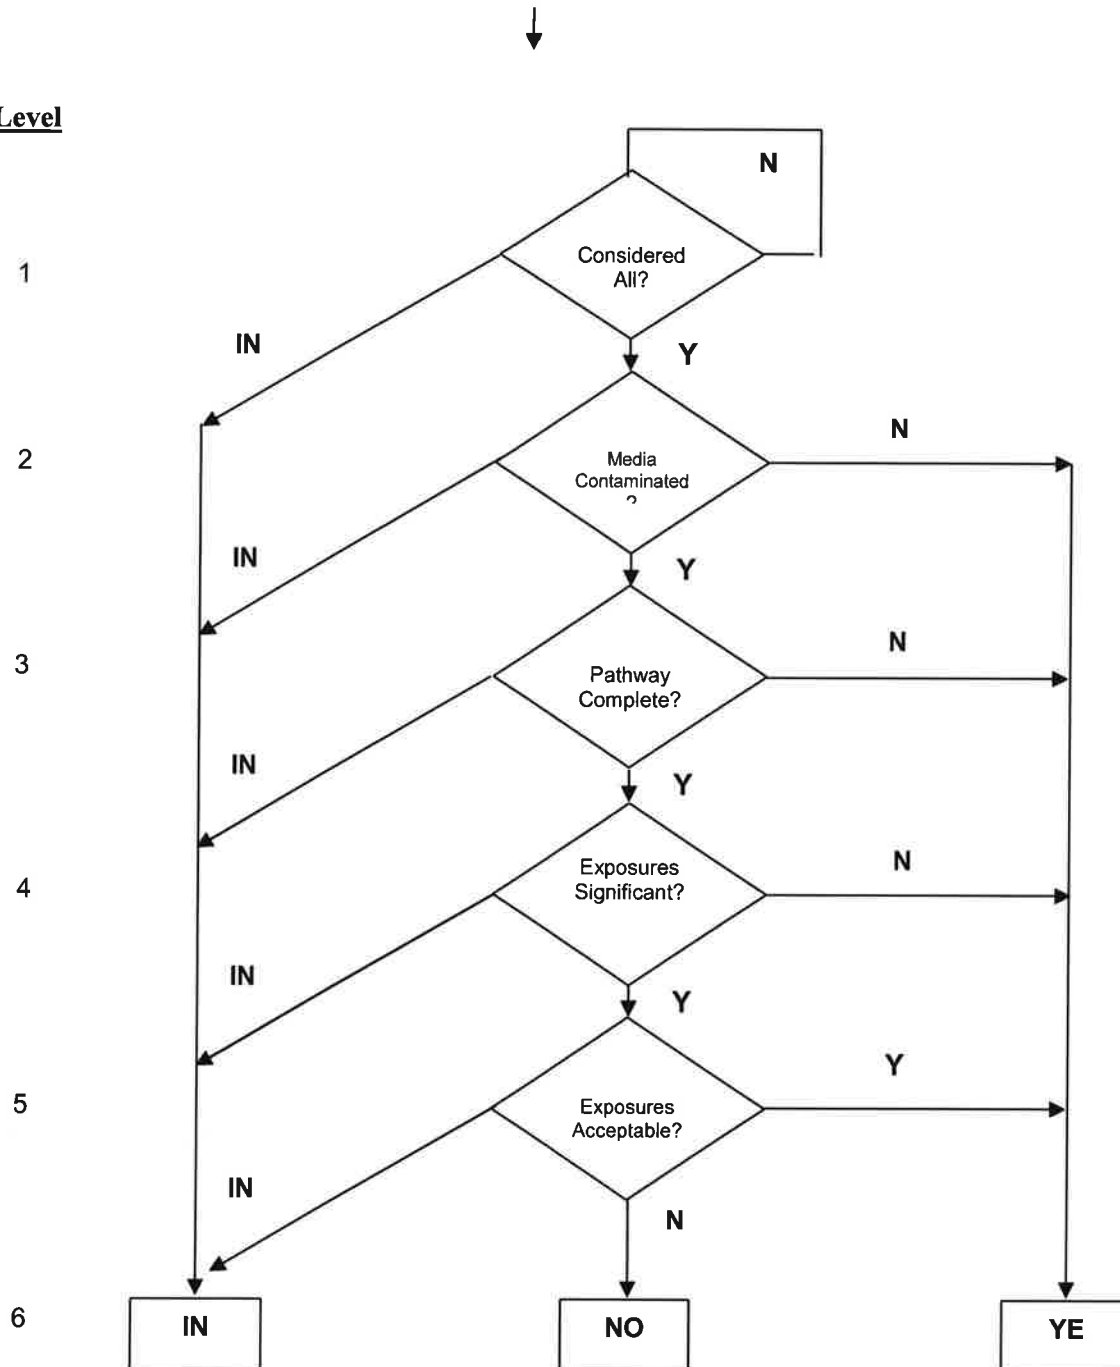 Level
N
1
Considered
All?
IN
Y
2
N
Media
Contaminated
?
IN
Y
3
N
Pathway
Complete?
IN
Y
4
N
Exposures
Significant?
IN
Y
5
Y
Exposures
Acceptable?
IN
N
6
IN
NO
YE